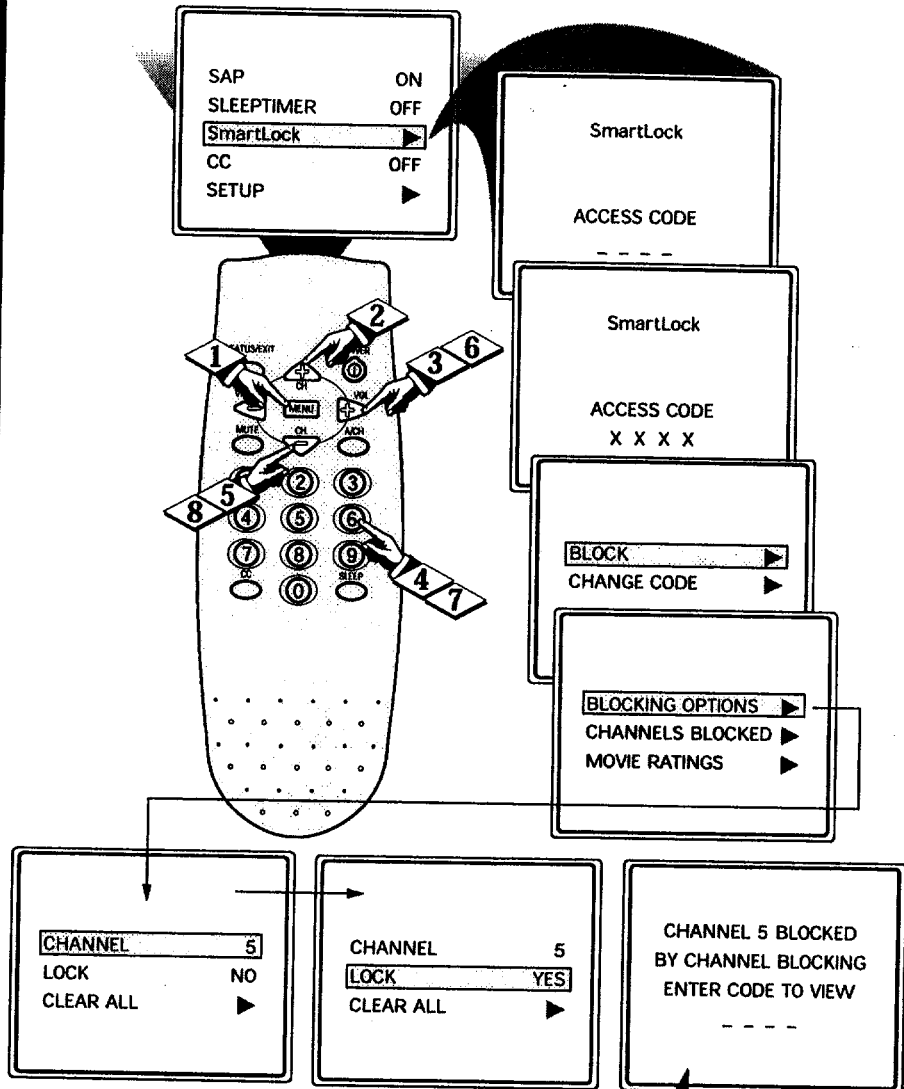 SAP ON
SLEEPTIMER OFF
SmartLock
CC OFF
SETUP
SmartLock
ACCESS CODE
_ _ _ _
SmartLock
ACCESS CODE
X X X X
BLOCK
CHANGE CODE
BLOCKING OPTIONS
CHANNELS BLOCKED
MOVIE RATINGS
1
2
3 6
CH
MENU
VOL
MUTE
CH
A/CH
8 5
2 3
4 5 6
7 8 9
CC 0 SLEEP
4 7
CHANNEL 5
LOCK NO
CLEAR ALL
CHANNEL 5
LOCK YES
CLEAR ALL
CHANNEL 5 BLOCKED
BY CHANNEL BLOCKING
ENTER CODE TO VIEW
_ _ _ _